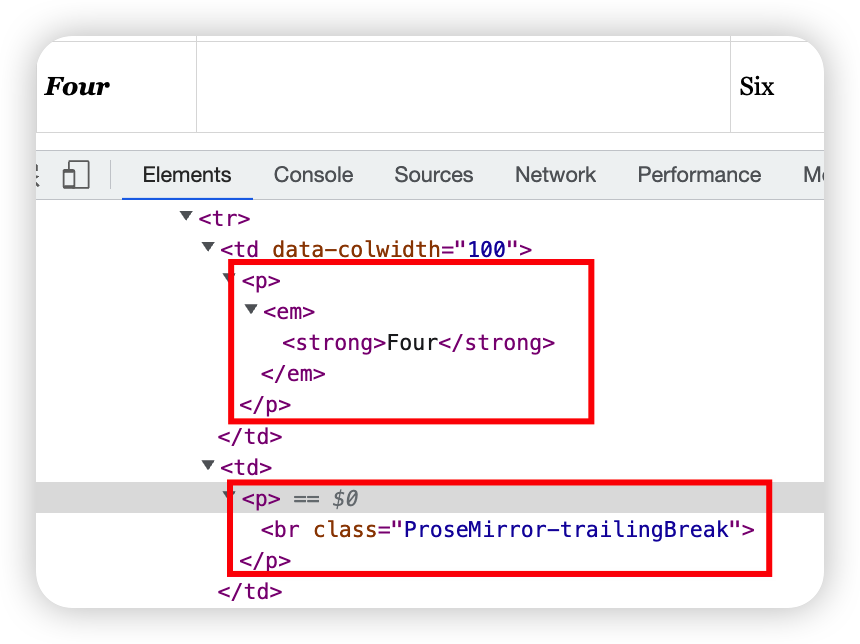 Four Six
Elements Console Sources Network Performance
<tr>
<td data-colwidth="100">
<p>
<em>
<strong>Four</strong>
</em>
</p>
</td>
<td>
<p> == $0
<br class="ProseMirror-trailingBreak">
</p>
</td>